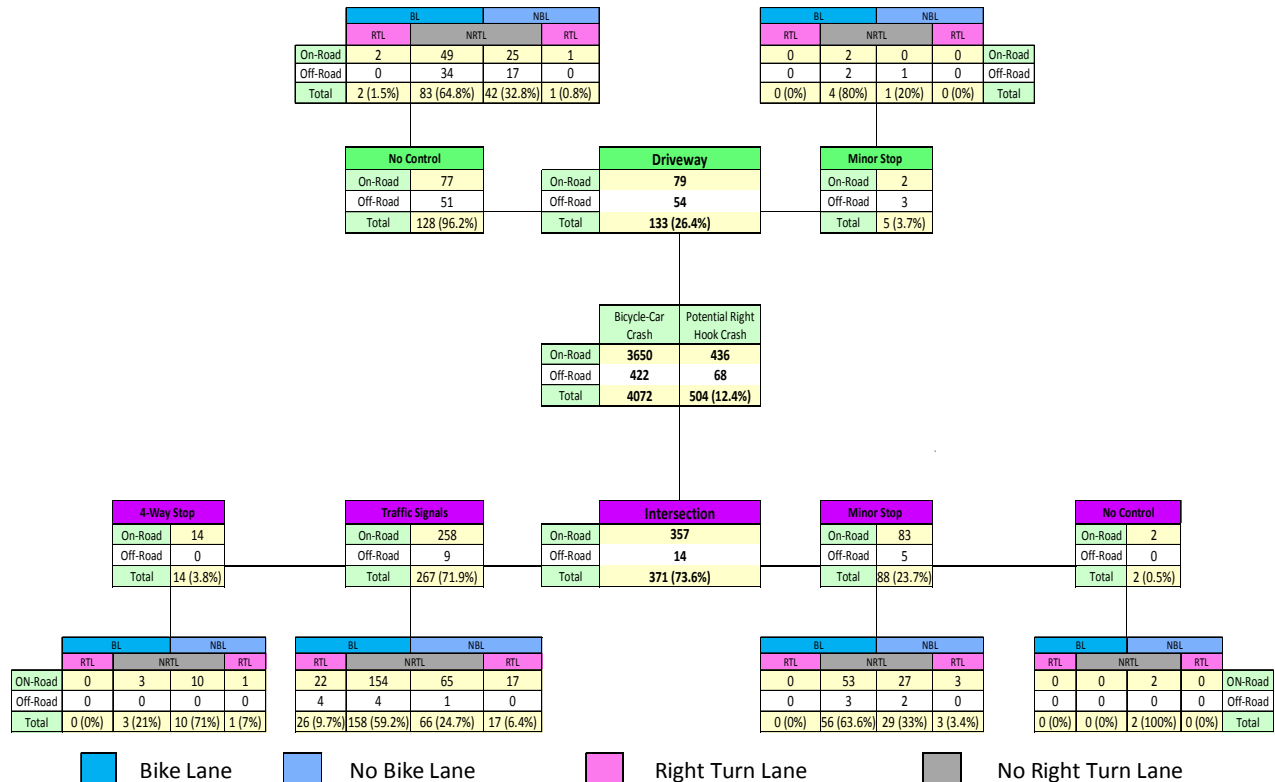 BL NBL BL NBL
RTL NRTL RTL RTL NRTL RTL
On-Road 2 49 25 1 0 2 0 0 On-Road
Off-Road 0 34 17 0 0 2 1 0 Off-Road
Total 2 (1.5%) 83 (64.8%) 42 (32.8%) 1 (0.8%) 0 (0%) 4 (80%) 1 (20%) 0 (0%) Total
No Control Driveway Minor Stop
On-Road 77 On-Road 79 On-Road 2
Off-Road 51 Off-Road 54 Off-Road 3
Total 128 (96.2%) Total 133 (26.4%) Total 5 (3.7%)
Bicycle-Car Potential Right
Crash Hook Crash
On-Road 3650 436
Off-Road 422 68
Total 4072 504 (12.4%)
4-Way Stop Traffic Signals Intersection Minor Stop No Control
On-Road 14 On-Road 258 On-Road 357 On-Road 83 On-Road 2
Off-Road 0 Off-Road 9 Off-Road 14 Off-Road 5 Off-Road 0
Total 14 (3.8%) Total 267 (71.9%) Total 371 (73.6%) Total 88 (23.7%) Total 2 (0.5%)
BL NBL BL NBL BL NBL BL NBL
RTL NRTL RTL RTL NRTL RTL RTL NRTL RTL RTL NRTL RTL
ON-Road 0 3 10 1 22 154 65 17 0 53 27 3 0 0 2 0 ON-Road
Off-Road 0 0 0 0 4 4 1 0 0 3 2 0 0 0 0 0 Off-Road
Total 0 (0%) 3 (21%) 10 (71%) 1 (7%) 26 (9.7%) 158 (59.2%) 66 (24.7%) 17 (6.4%) 0 (0%) 56 (63.6%) 29 (33%) 3 (3.4%) 0 (0%) 0 (0%) 2 (100%) 0 (0%) Total
Bike Lane No Bike Lane Right Turn Lane No Right Turn Lane